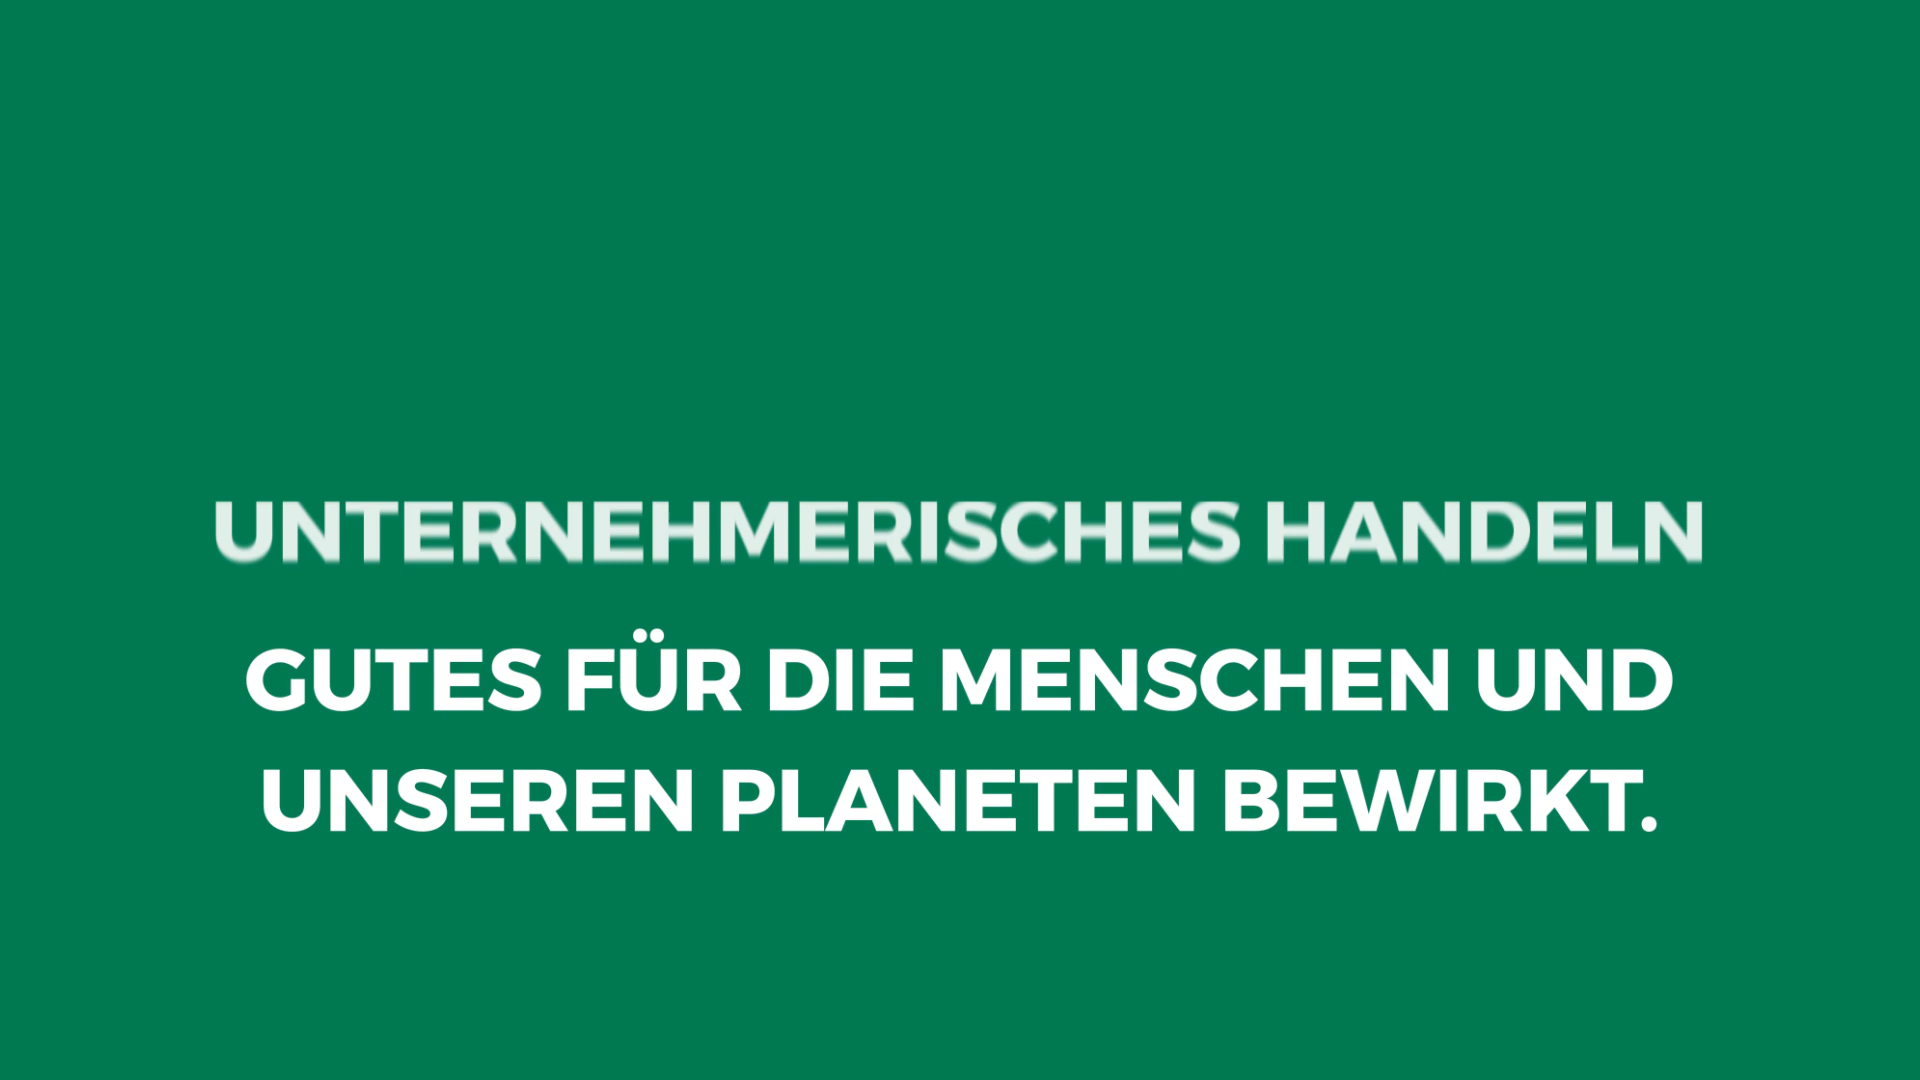 UNTERNEHMERISCHES HANDELN
GUTES FÜR DIE MENSCHEN UND
UNSEREN PLANETEN BEWIRKT.